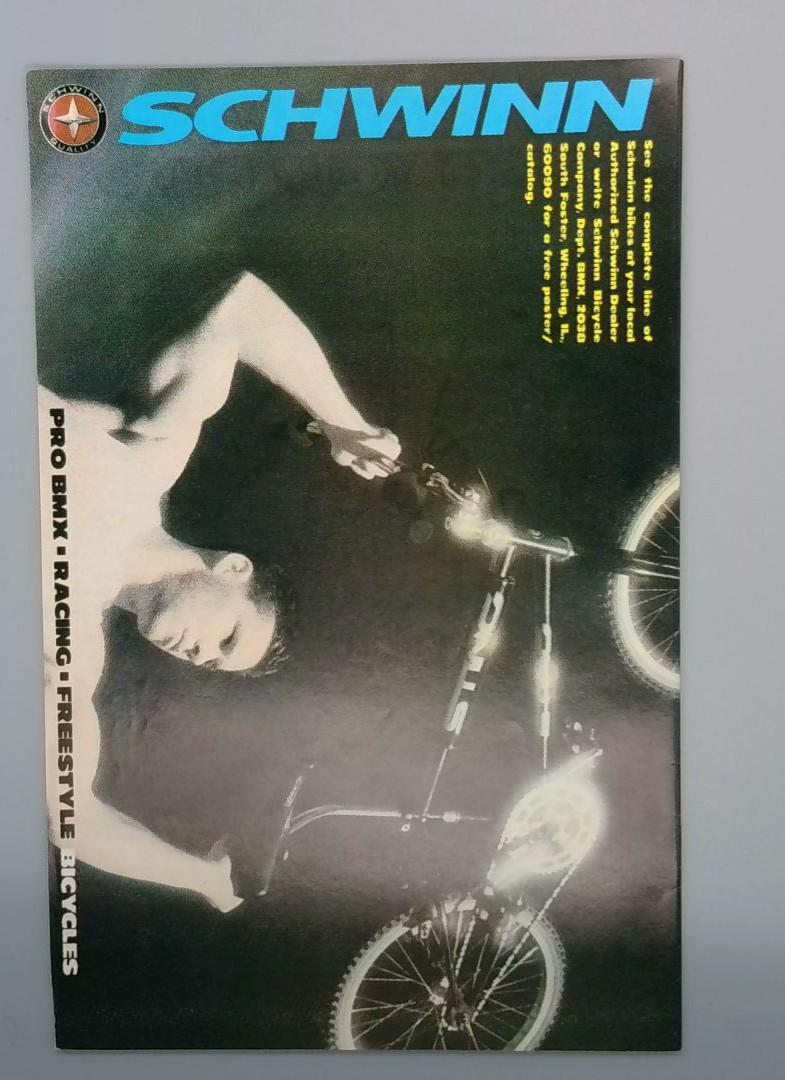 SCHWINN
QUALITY
SCHWINN
See the complete line of
Schwinn bikes at your local
Authorized Schwinn Dealer
or write Schwinn Bicycle
Company, Dept. BMX, 2038
South Foster, Wheeling, IL,
60090 for a free poster/
catalog.
PRO BMX ▪ RACING ▪ FREESTYLE BICYCLES